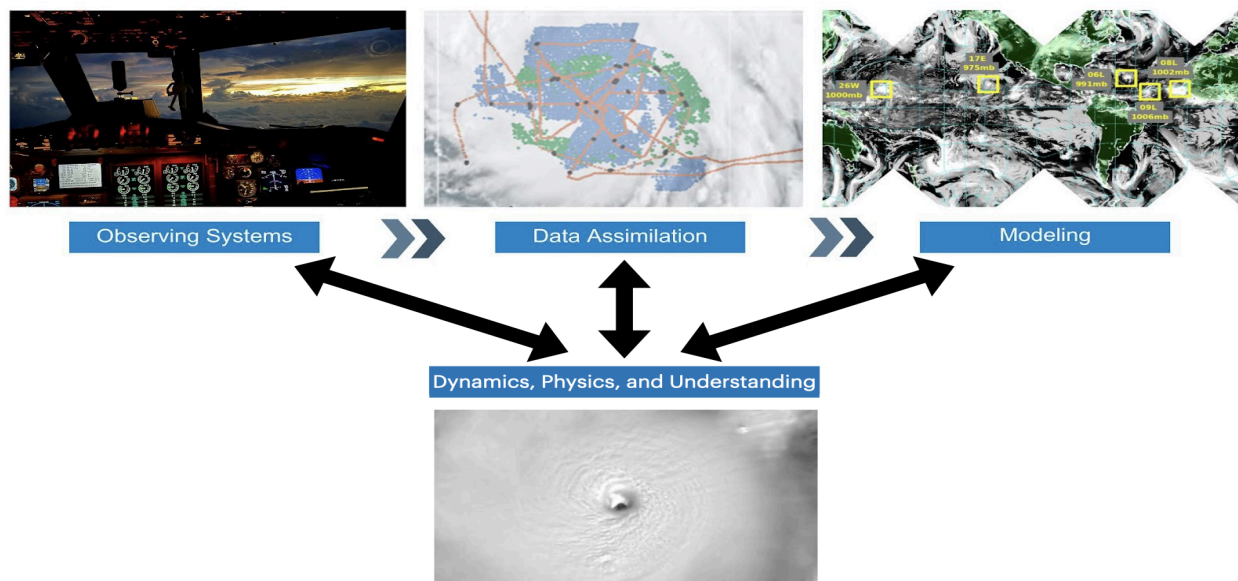 17E
975mb
26W
1000mb
06L
991mb
08L
1002mb
09L
1006mb
Observing Systems
Data Assimilation
Modeling
Dynamics, Physics, and Understanding